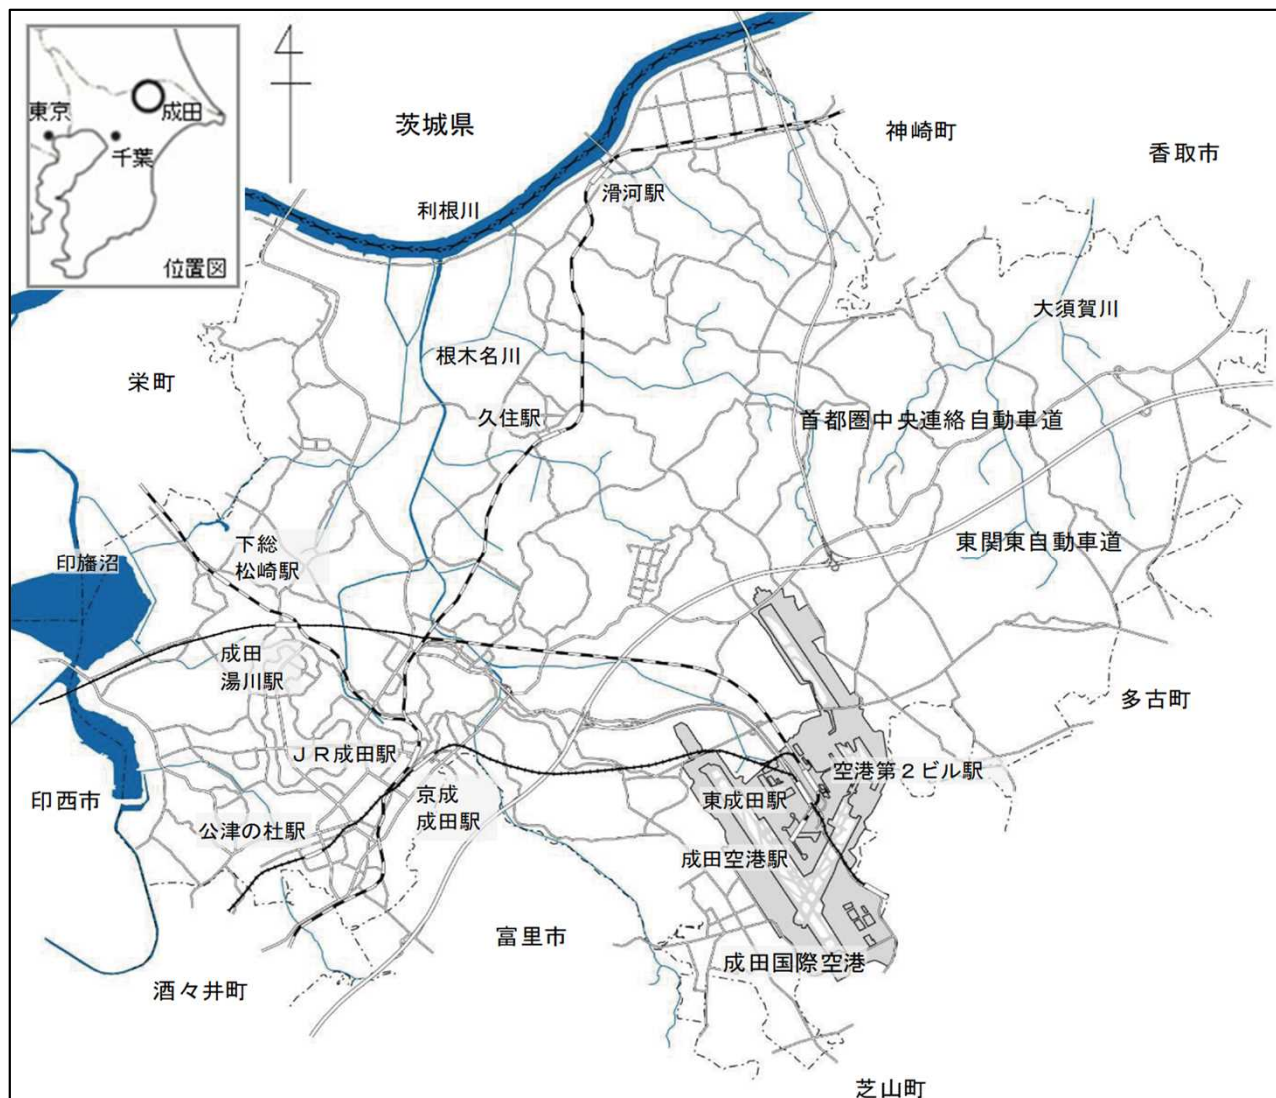 東京
成田
千葉
位置図
茨城県
神崎町
香取市
滑河駅
利根川
大須賀川
根木名川
栄町
久住駅
首都圏中央連絡自動車道
下総
松崎駅
印旛沼
東関東自動車道
成田
湯川駅
多古町
JR成田駅
空港第2ビル駅
印西市
京成
成田駅
東成田駅
公津の杜駅
成田空港駅
富里市
成田国際空港
酒々井町
芝山町